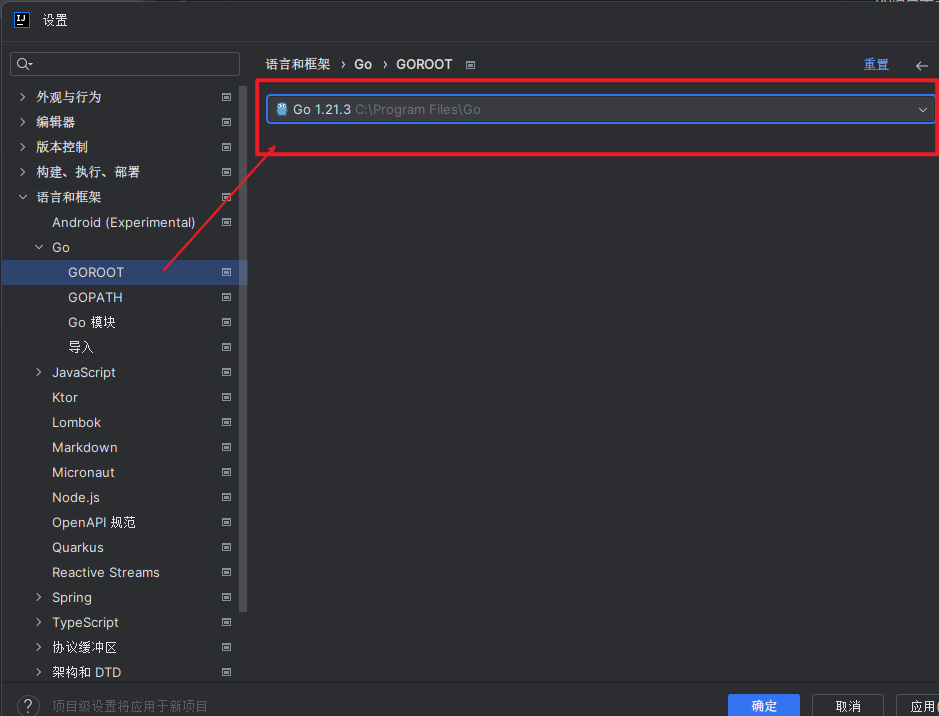 设置
语言和框架 › Go › GOROOT
重置
Go 1.21.3 C:\Program Files\Go
外观与行为
编辑器
版本控制
构建、执行、部署
语言和框架
Android (Experimental)
Go
GOROOT
GOPATH
Go 模块
导入
JavaScript
Ktor
Lombok
Markdown
Micronaut
Node.js
OpenAPI 规范
Quarkus
Reactive Streams
Spring
TypeScript
协议缓冲区
架构和 DTD
? 项目级设置将应用于新项目
确定
取消
应用(